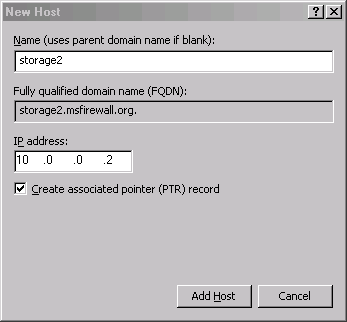 New Host
Name (uses parent domain name if blank):
storage2
Fully qualified domain name (FQDN):
storage2.msfirewall.org.
IP address:
10 .0 .0 .2
Create associated pointer (PTR) record
Add Host Cancel